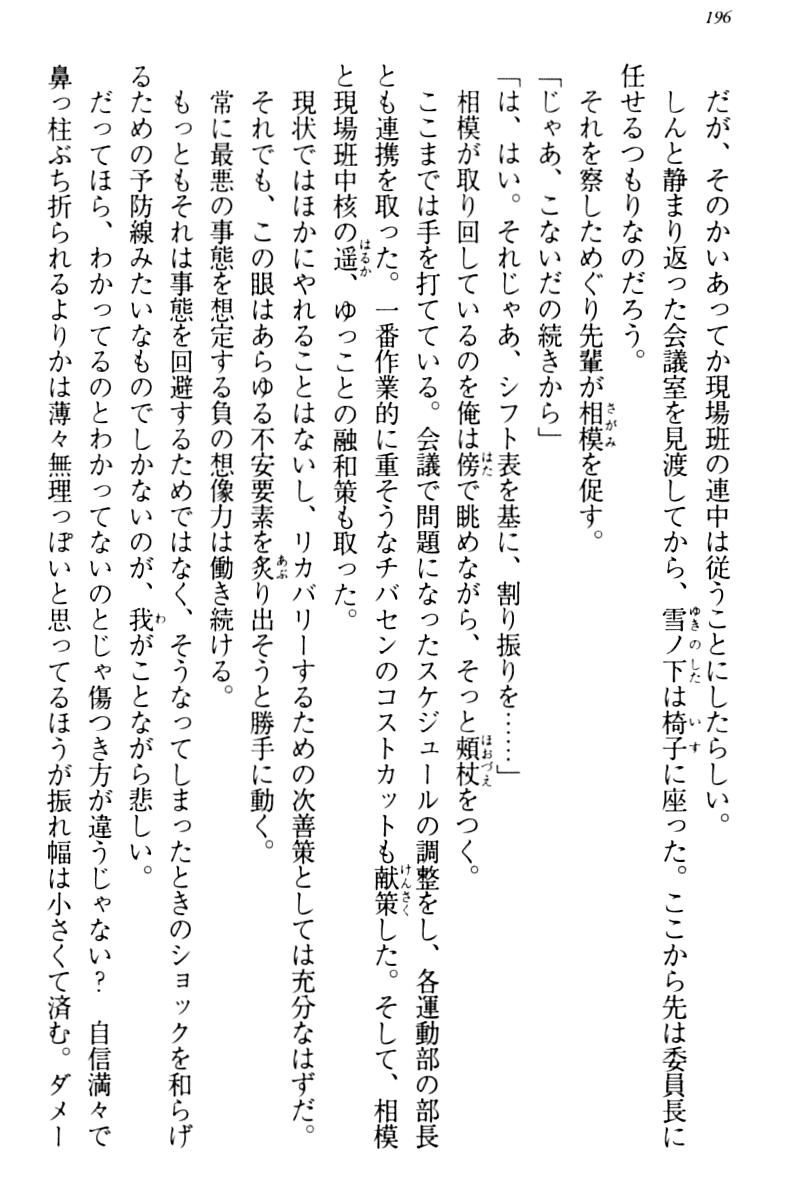 196
だが、そのかいあってか現場班の連中は従うことにしたらしい。
しんと静まり返った会議室を見渡してから、雪ノ下は椅子に座った。ここから先は委員長に
任せるつもりなのだろう。
それを察しためぐり先輩が相模を促す。
「じゃあ、こないだの続きから」
「は、はい。それじゃあ、シフト表を基に、割り振りを……」
相模が取り回しているのを俺は傍で眺めながら、そっと頬杖をつく。
ここまでは手を打てている。会議で問題になったスケジュールの調整をし、各運動部の部長
とも連携を取った。一番作業的に重そうなチバセンのコストカットも献策した。そして、相模
と現場班中核の遥、ゆっことの融和策も取った。
現状ではほかにやれることはないし、リカバリーするための次善策としては充分なはずだ。
それでも、この眼はあらゆる不安要素を炙り出そうと勝手に動く。
常に最悪の事態を想定する負の想像力は働き続ける。
もっともそれは事態を回避するためではなく、そうなってしまったときのショックを和らげ
るための予防線みたいなものでしかないのが、我がことながら悲しい。
だってほら、わかってるのとわかってないのとじゃ傷つき方が違うじゃない？　自信満々で
鼻っ柱ぶち折られるよりかは薄々無理っぽいと思ってるほうが振れ幅は小さくて済む。ダメー